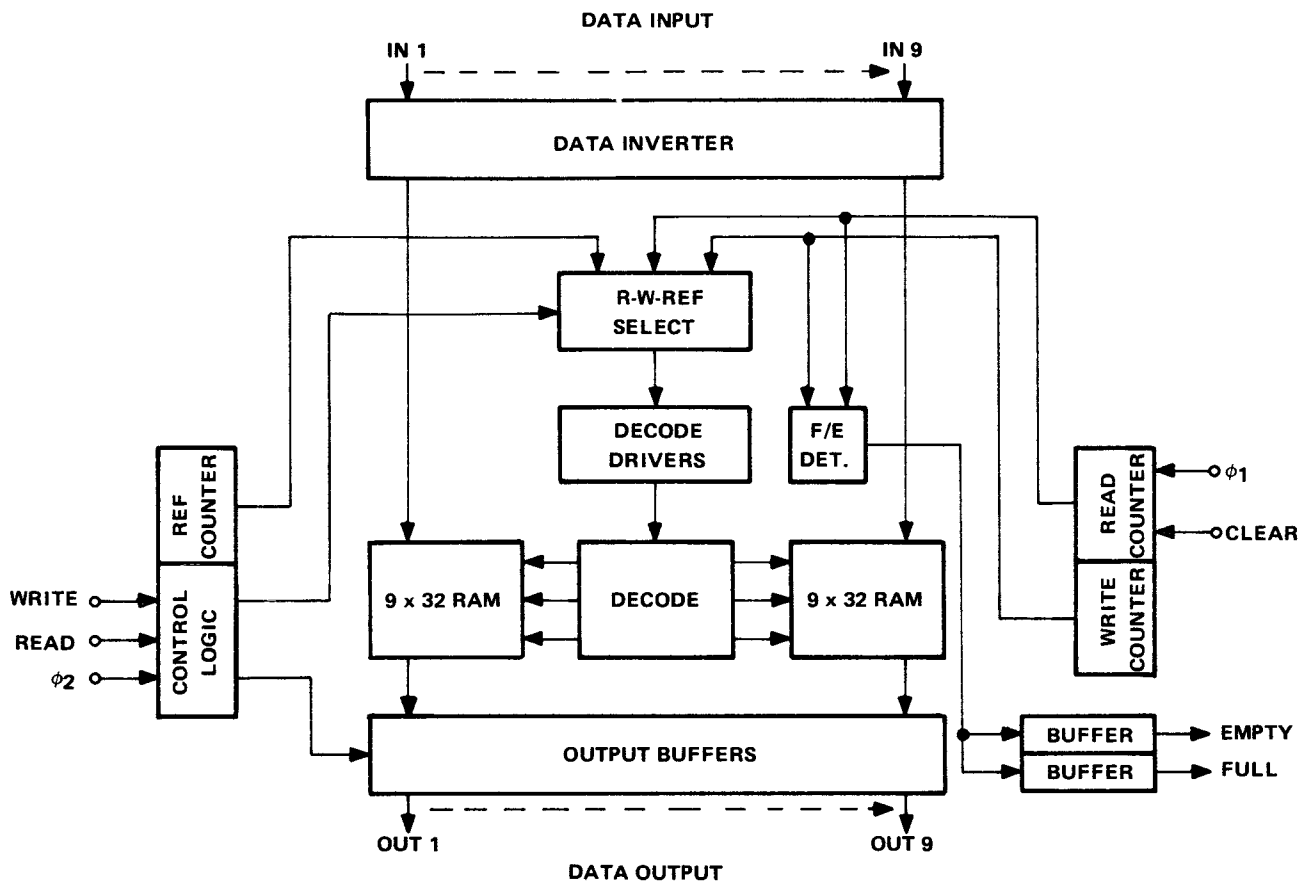 DATA INPUT
IN 1
IN 9
DATA INVERTER
R-W-REF
SELECT
DECODE
DRIVERS
F/E
DET.
REF
COUNTER
READ
COUNTER
ϕ1
CLEAR
9 x 32 RAM
DECODE
9 x 32 RAM
WRITE
READ
ϕ2
CONTROL
LOGIC
WRITE
COUNTER
OUTPUT BUFFERS
BUFFER
EMPTY
BUFFER
FULL
OUT 1
OUT 9
DATA OUTPUT